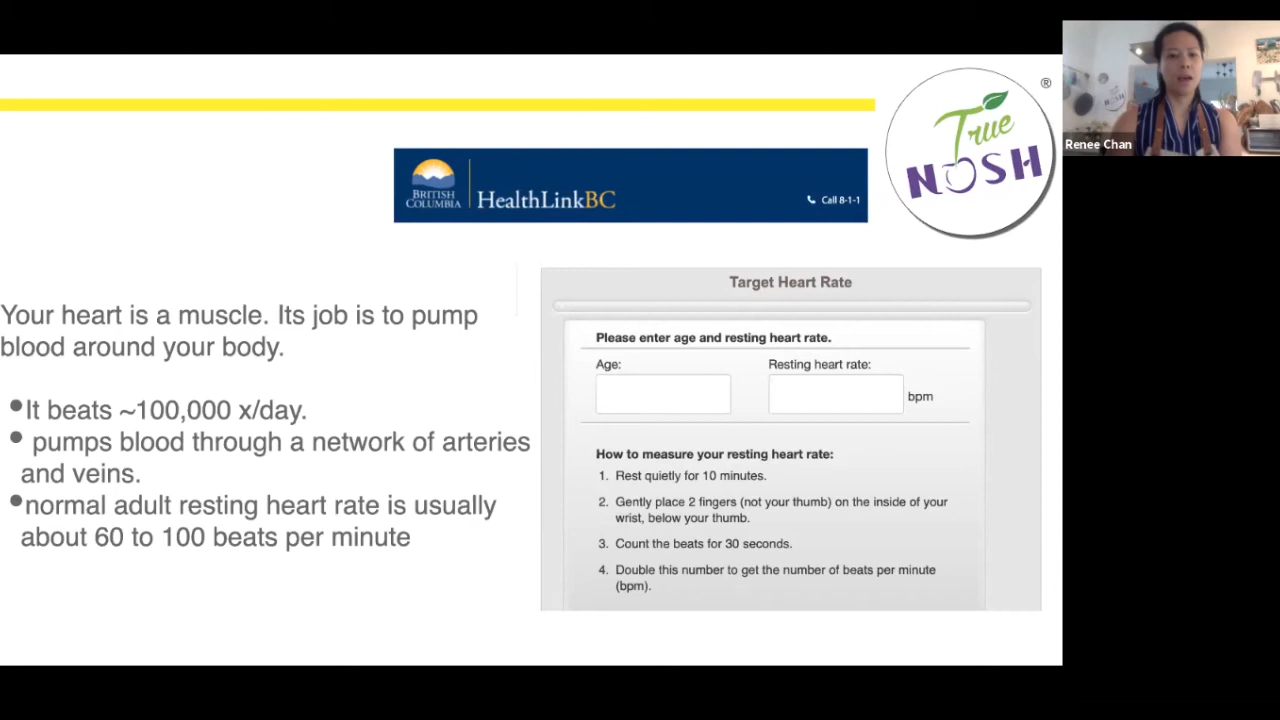 True
NOSH
®
Renee Chan
BRITISH
COLUMBIA
HealthLinkBC
Call 8-1-1
Your heart is a muscle. Its job is to pump
blood around your body.
•It beats ~100,000 x/day.
• pumps blood through a network of arteries
and veins.
•normal adult resting heart rate is usually
about 60 to 100 beats per minute
Target Heart Rate
Please enter age and resting heart rate.
Age: Resting heart rate:
bpm
How to measure your resting heart rate:
1. Rest quietly for 10 minutes.
2. Gently place 2 fingers (not your thumb) on the inside of your
wrist, below your thumb.
3. Count the beats for 30 seconds.
4. Double this number to get the number of beats per minute
(bpm).